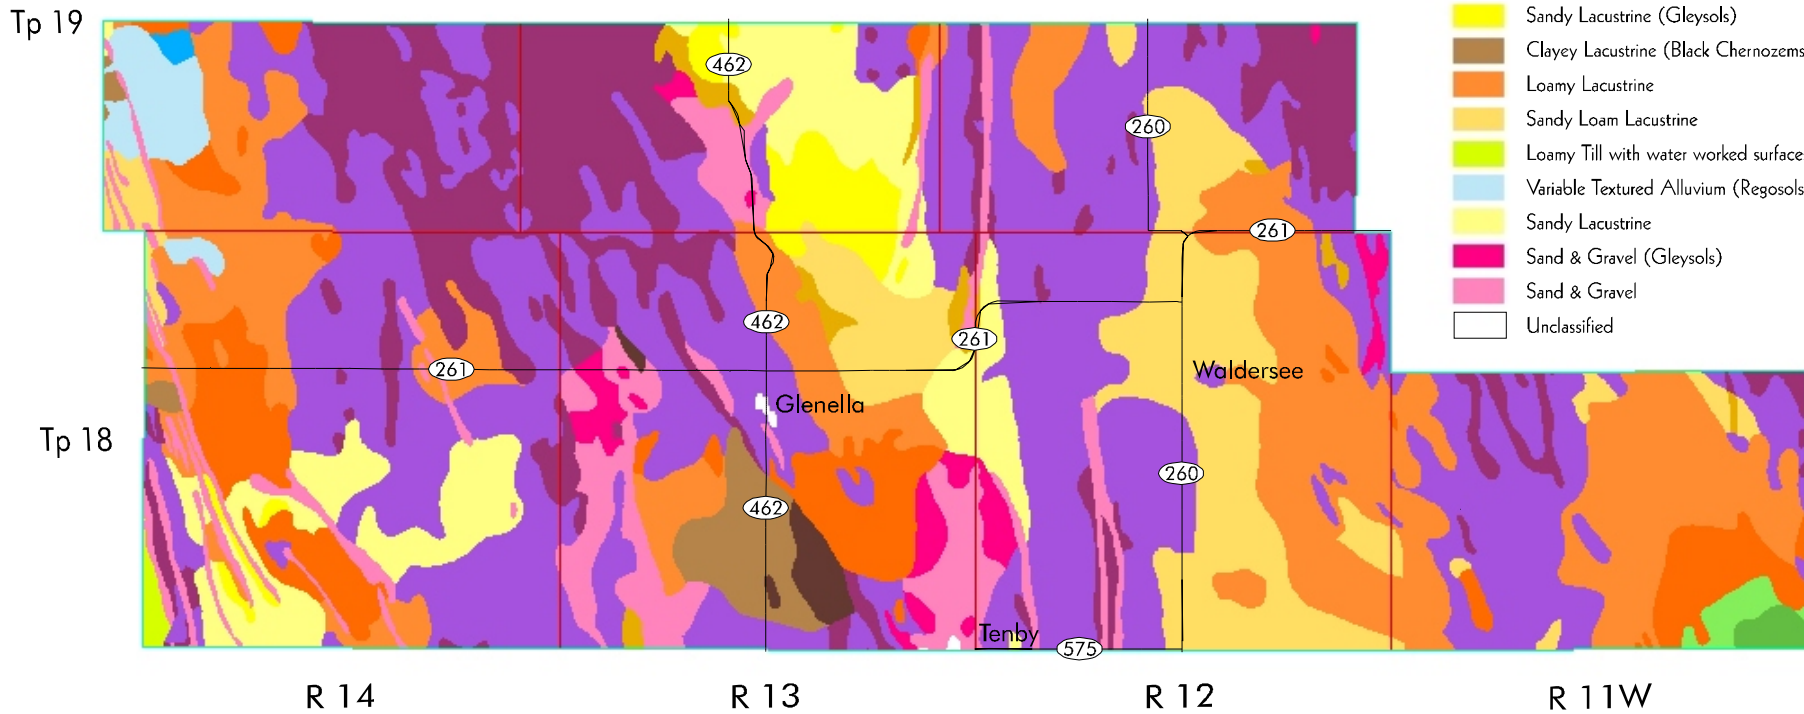 Tp 19
Sandy Lacustrine (Gleysols)
Clayey Lacustrine (Black Chernozems
Loamy Lacustrine
Sandy Loam Lacustrine
Loamy Till with water worked surface
Variable Textured Alluvium (Regosols
Sandy Lacustrine
Sand & Gravel (Gleysols)
Sand & Gravel
Unclassified
462
260
261
462
261
261
Waldersee
Glenella
Tp 18
260
462
Tenby
575
R 14
R 13
R 12
R 11W